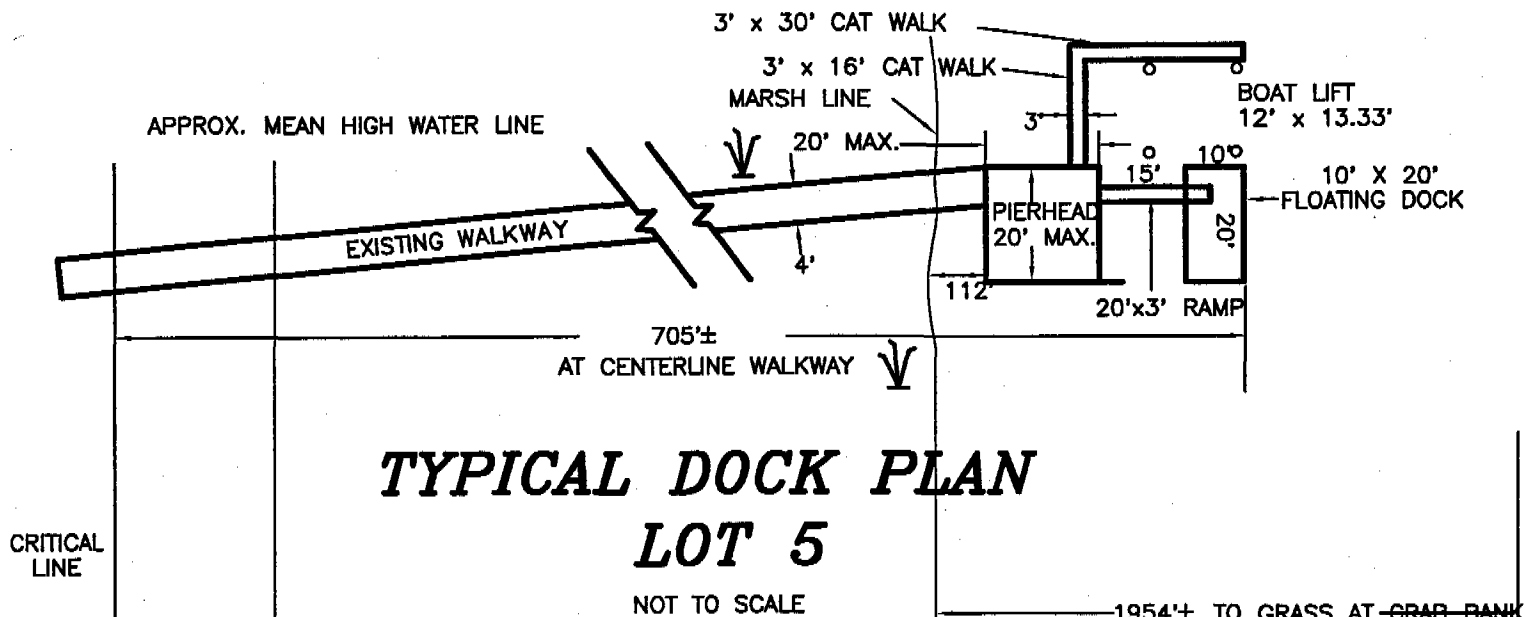 3' x 30' CAT WALK
3' x 16' CAT WALK
MARSH LINE
BOAT LIFT
12' x 13.33'
APPROX. MEAN HIGH WATER LINE
20' MAX.
3'
15'
10'
10' X 20'
FLOATING DOCK
PIERHEAD
20' MAX.
20'
EXISTING WALKWAY
4'
112'
20'x3' RAMP
705'±
AT CENTERLINE WALKWAY
TYPICAL DOCK PLAN
LOT 5
NOT TO SCALE
CRITICAL
LINE
1954'± TO GRASS AT GRAB BANK